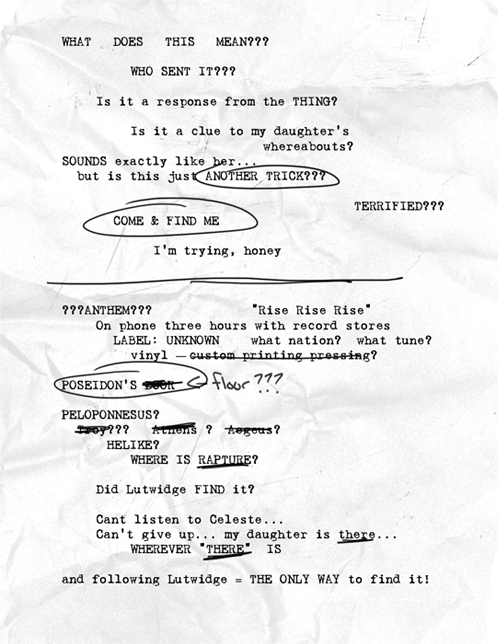 WHAT DOES THIS MEAN???
WHO SENT IT???
Is it a response from the THING?
Is it a clue to my daughter's
whereabouts?
SOUNDS exactly like her...
but is this just ANOTHER TRICK???
TERRIFIED???
COME & FIND ME
I'm trying, honey
???ANTHEM??? "Rise Rise Rise"
On phone three hours with record stores
LABEL: UNKNOWN what nation? what tune?
vinyl — custom printing pressing?
POSEIDON'S DOOR floor???
PELOPONNESUS?
Troy??? Athens ? Aegeus?
HELIKE?
WHERE IS RAPTURE?
Did Lutwidge FIND it?
Cant listen to Celeste...
Can't give up... my daughter is there...
WHEREVER "THERE" IS
and following Lutwidge = THE ONLY WAY to find it!